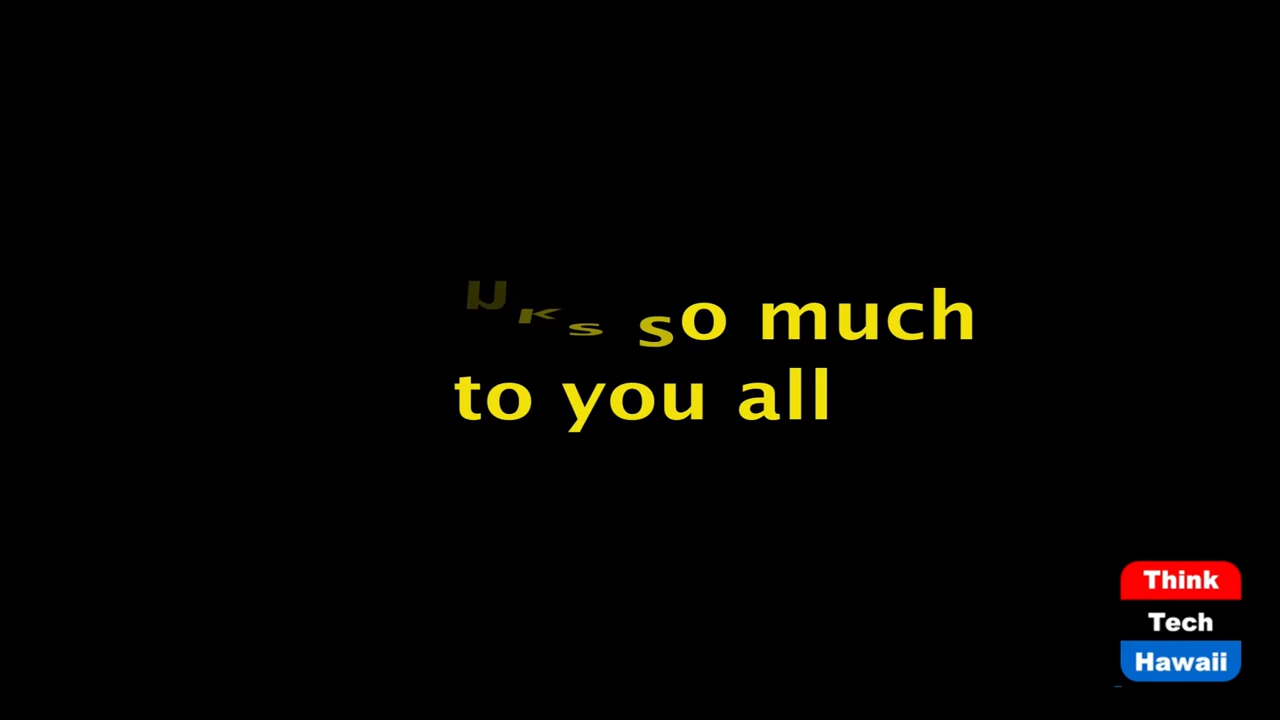 so much
to you all
Think
Tech
Hawaii